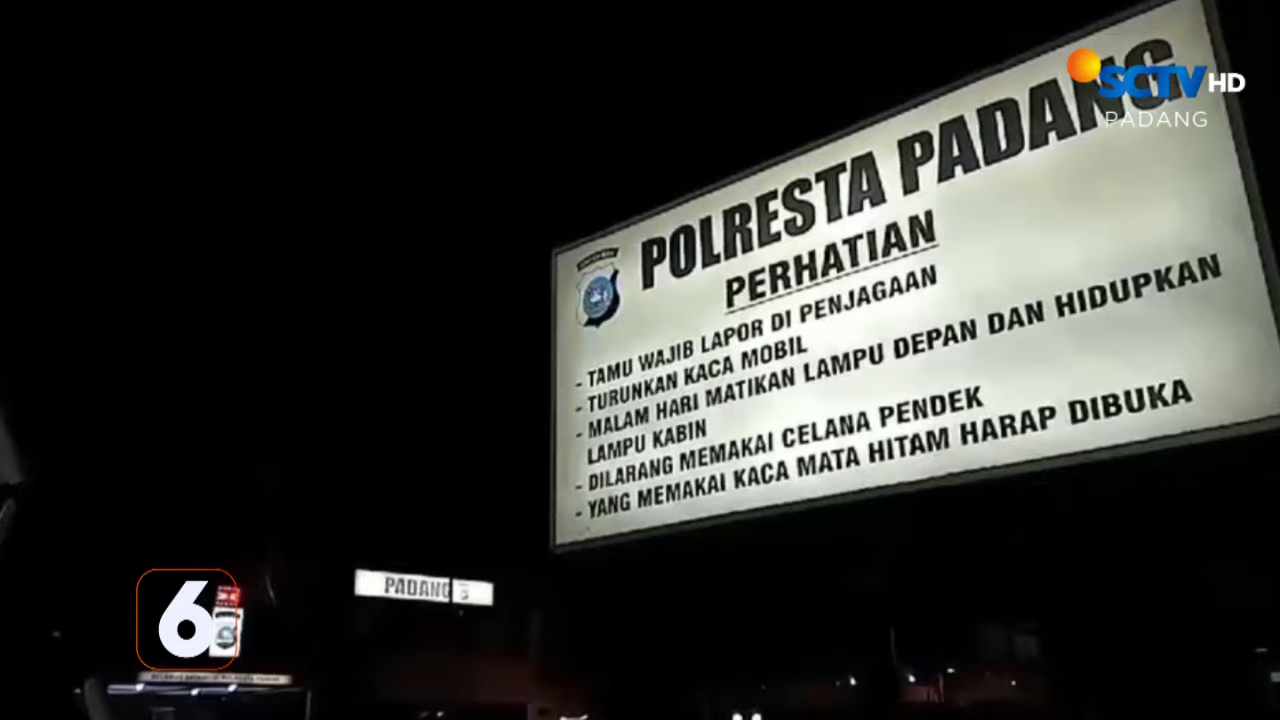 SCTV HD
PADANG
POLRESTA PADANG
PERHATIAN
- TAMU WAJIB LAPOR DI PENJAGAAN
- TURUNKAN KACA MOBIL
- MALAM HARI MATIKAN LAMPU DEPAN DAN HIDUPKAN
LAMPU KABIN
- DILARANG MEMAKAI CELANA PENDEK
- YANG MEMAKAI KACA MATA HITAM HARAP DIBUKA
PADANG
6